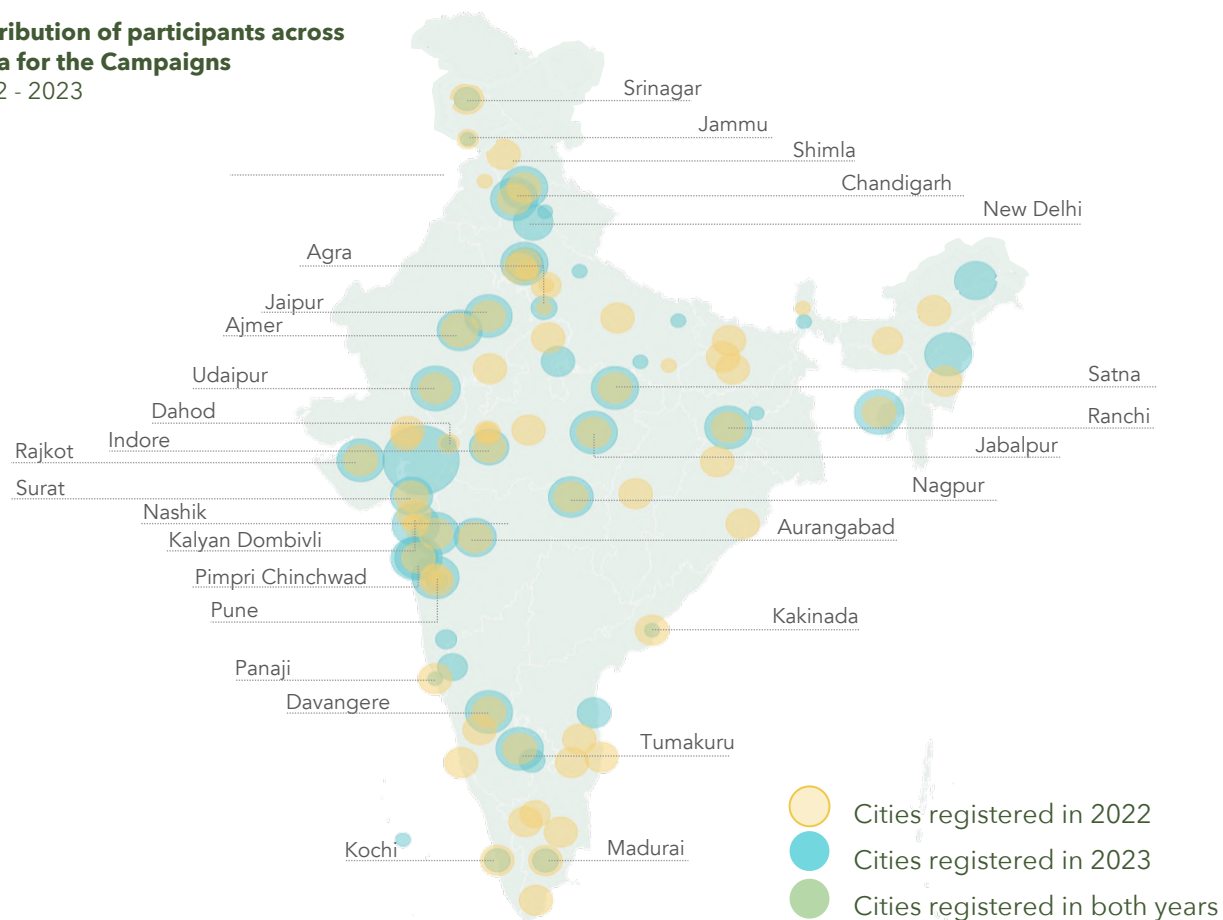 ribution of participants across
a for the Campaigns
2 - 2023
Srinagar
Jammu
Shimla
Chandigarh
New Delhi
Agra
Jaipur
Ajmer
Udaipur
Satna
Dahod
Ranchi
Indore
Jabalpur
Rajkot
Surat
Nagpur
Nashik
Aurangabad
Kalyan Dombivli
Pimpri Chinchwad
Pune
Kakinada
Panaji
Davangere
Tumakuru
Kochi
Madurai
Cities registered in 2022
Cities registered in 2023
Cities registered in both years